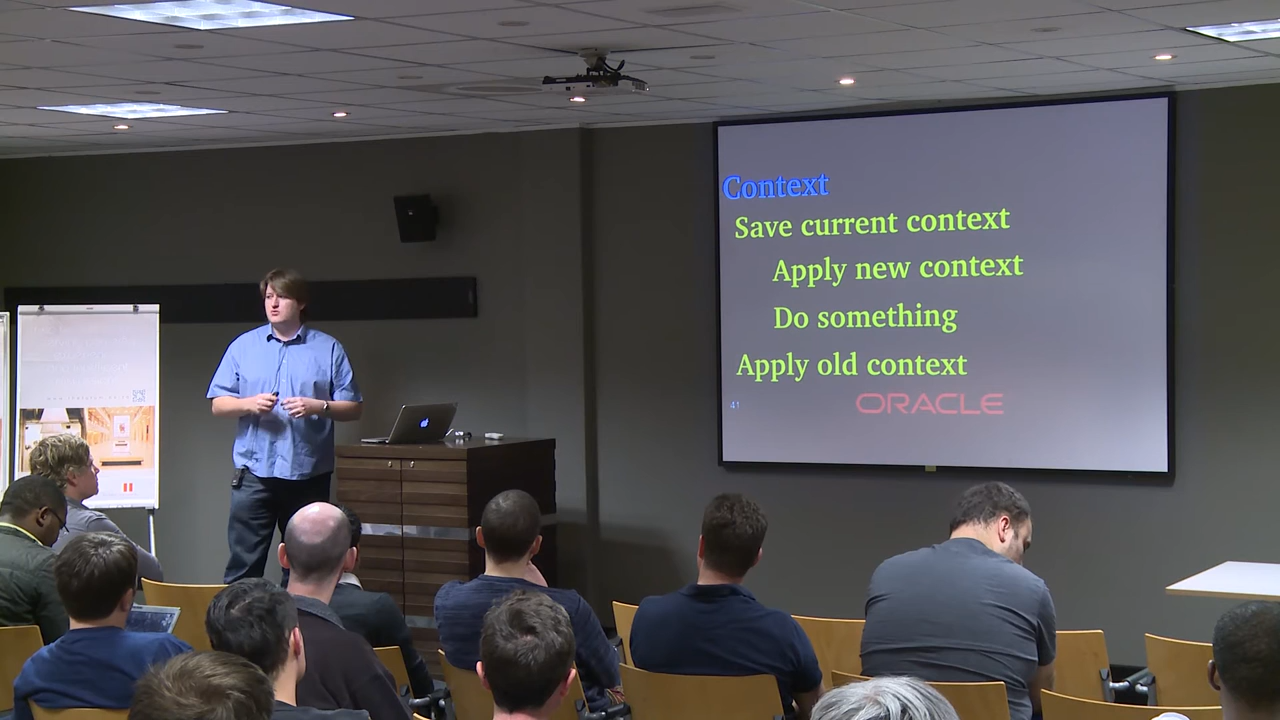 Context
Save current context
Apply new context
Do something
Apply old context
41
ORACLE